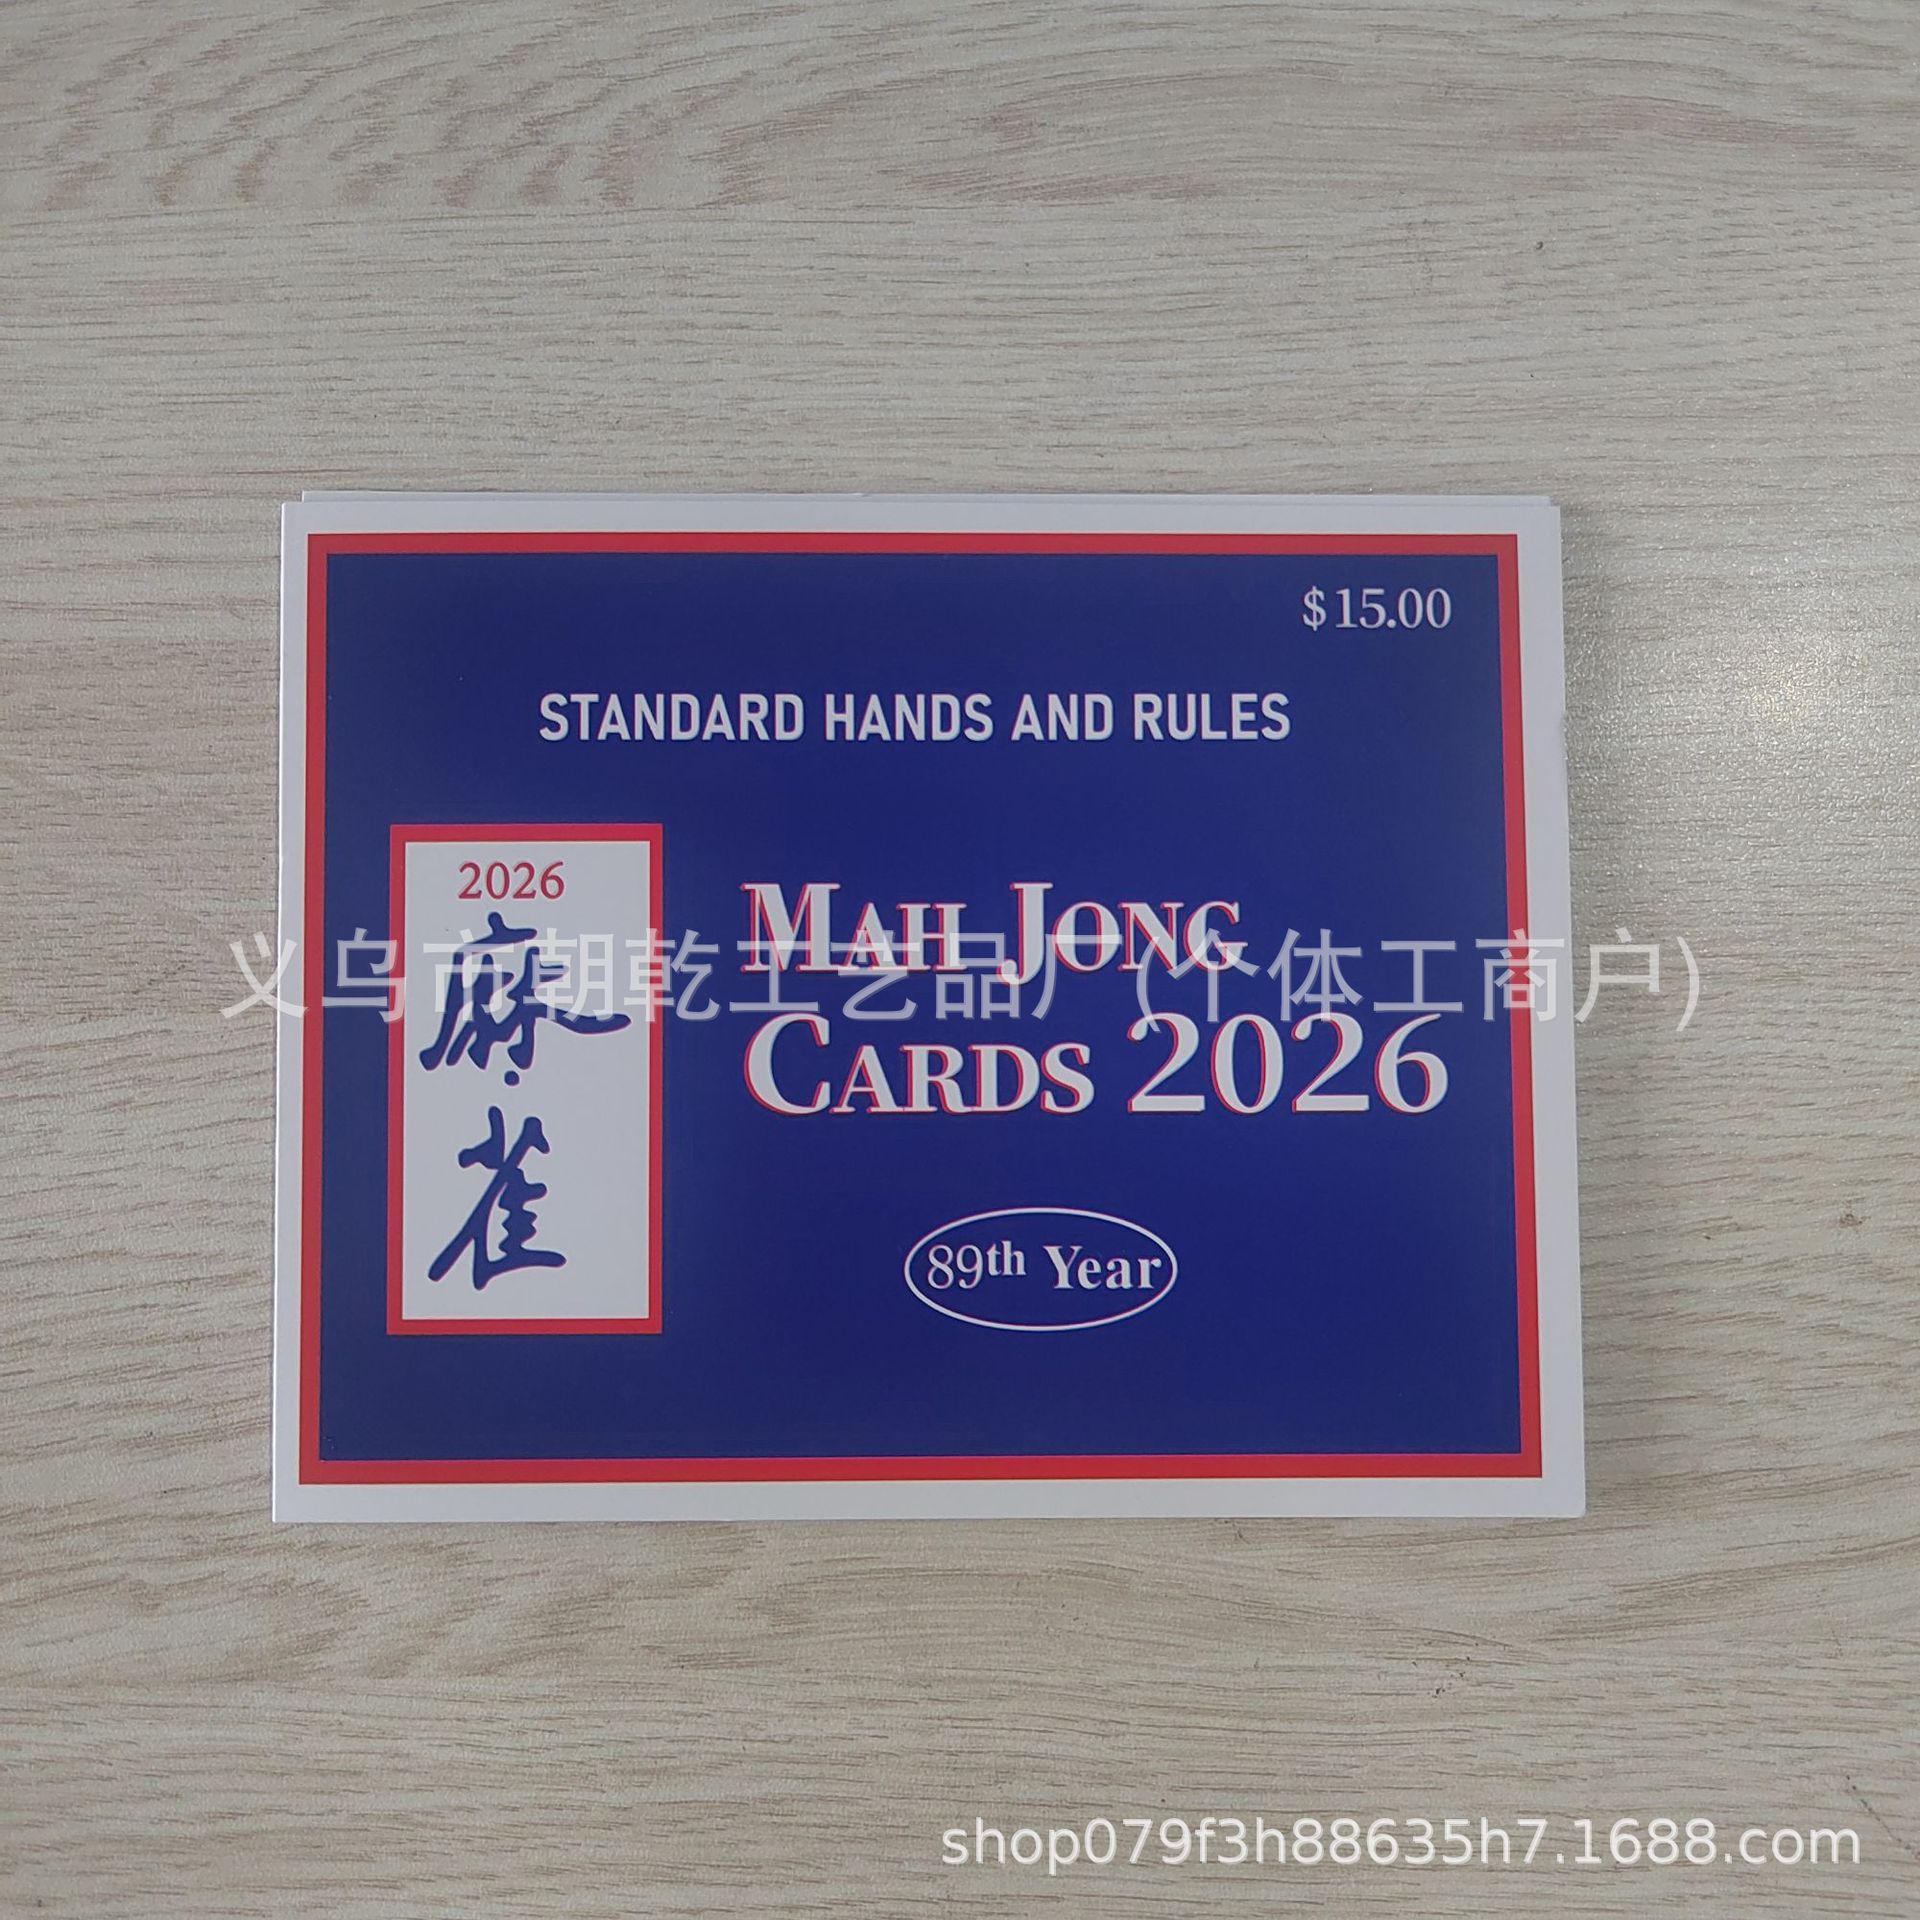 $15.00
STANDARD HANDS AND RULES
2026
麻雀
MAH JONG
CARDS 2026
89th Year
义乌市朝乾工艺品厂(个体工商户)
shop079f3h88635h7.1688.com